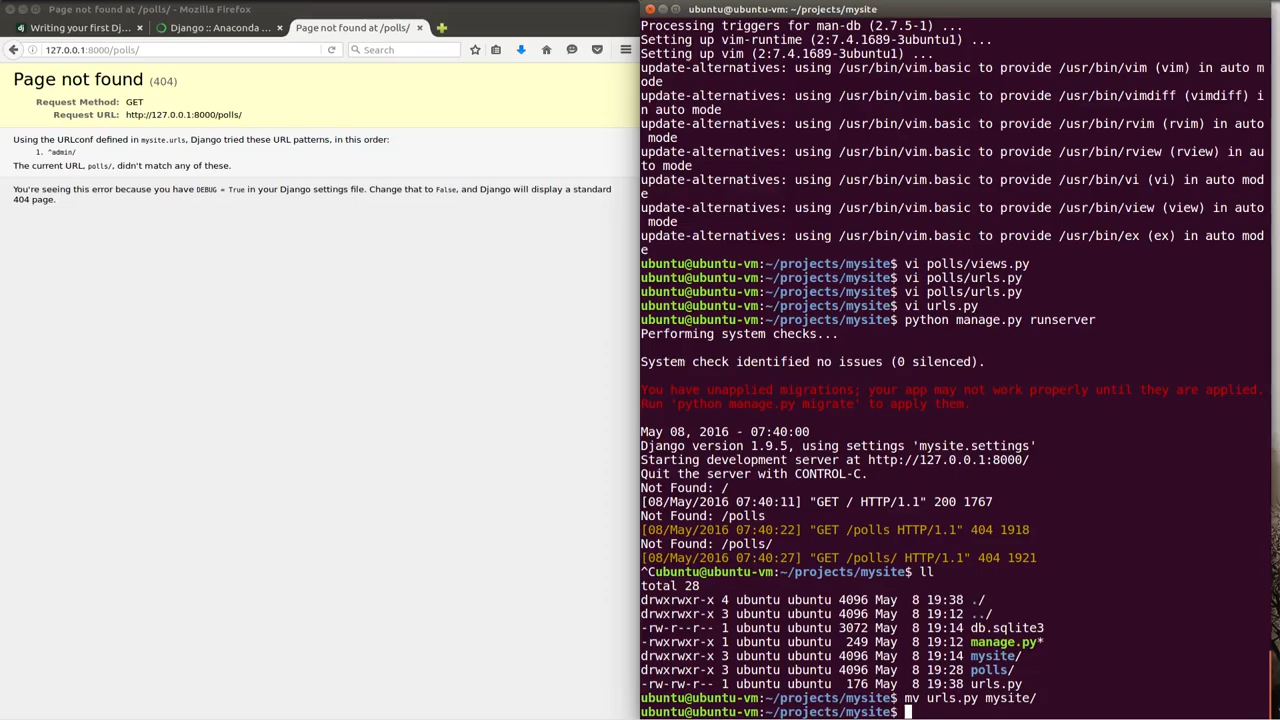 Page not found at /polls/ - Mozilla Firefox
Writing your first Dj...
Django :: Anaconda ...
Page not found at /polls/
127.0.0.1:8000/polls/
Search
Page not found (404)
Request Method: GET
Request URL: http://127.0.0.1:8000/polls/
Using the URLconf defined in mysite.urls, Django tried these URL patterns, in this order:
1. ^admin/
The current URL, polls/, didn't match any of these.
You're seeing this error because you have DEBUG = True in your Django settings file. Change that to False, and Django will display a standard
404 page.
ubuntu@ubuntu-vm: ~/projects/mysite
Processing triggers for man-db (2.7.5-1) ...
Setting up vim-runtime (2:7.4.1689-3ubuntu1) ...
Setting up vim (2:7.4.1689-3ubuntu1) ...
update-alternatives: using /usr/bin/vim.basic to provide /usr/bin/vim (vim) in auto m
ode
update-alternatives: using /usr/bin/vim.basic to provide /usr/bin/vimdiff (vimdiff) i
n auto mode
update-alternatives: using /usr/bin/vim.basic to provide /usr/bin/rvim (rvim) in auto
 mode
update-alternatives: using /usr/bin/vim.basic to provide /usr/bin/rview (rview) in au
to mode
update-alternatives: using /usr/bin/vim.basic to provide /usr/bin/vi (vi) in auto mod
e
update-alternatives: using /usr/bin/vim.basic to provide /usr/bin/view (view) in auto
 mode
update-alternatives: using /usr/bin/vim.basic to provide /usr/bin/ex (ex) in auto mod
e
ubuntu@ubuntu-vm:~/projects/mysite$ vi polls/views.py
ubuntu@ubuntu-vm:~/projects/mysite$ vi polls/urls.py
ubuntu@ubuntu-vm:~/projects/mysite$ vi polls/urls.py
ubuntu@ubuntu-vm:~/projects/mysite$ vi urls.py
ubuntu@ubuntu-vm:~/projects/mysite$ python manage.py runserver
Performing system checks...
System check identified no issues (0 silenced).
You have unapplied migrations; your app may not work properly until they are applied.
Run 'python manage.py migrate' to apply them.
May 08, 2016 - 07:40:00
Django version 1.9.5, using settings 'mysite.settings'
Starting development server at http://127.0.0.1:8000/
Quit the server with CONTROL-C.
Not Found: /
[08/May/2016 07:40:11] "GET / HTTP/1.1" 200 1767
Not Found: /polls
[08/May/2016 07:40:22] "GET /polls HTTP/1.1" 404 1918
Not Found: /polls/
[08/May/2016 07:40:27] "GET /polls/ HTTP/1.1" 404 1921
^Cubuntu@ubuntu-vm:~/projects/mysite$ ll
total 28
drwxrwxr-x 4 ubuntu ubuntu 4096 May  8 19:38 ./
drwxrwxr-x 3 ubuntu ubuntu 4096 May  8 19:12 ../
-rw-r--r-- 1 ubuntu ubuntu 3072 May  8 19:14 db.sqlite3
-rwxrwxr-x 1 ubuntu ubuntu  249 May  8 19:12 manage.py*
drwxrwxr-x 3 ubuntu ubuntu 4096 May  8 19:14 mysite/
drwxrwxr-x 3 ubuntu ubuntu 4096 May  8 19:28 polls/
-rw-rw-r-- 1 ubuntu ubuntu  176 May  8 19:38 urls.py
ubuntu@ubuntu-vm:~/projects/mysite$ mv urls.py mysite/
ubuntu@ubuntu-vm:~/projects/mysite$